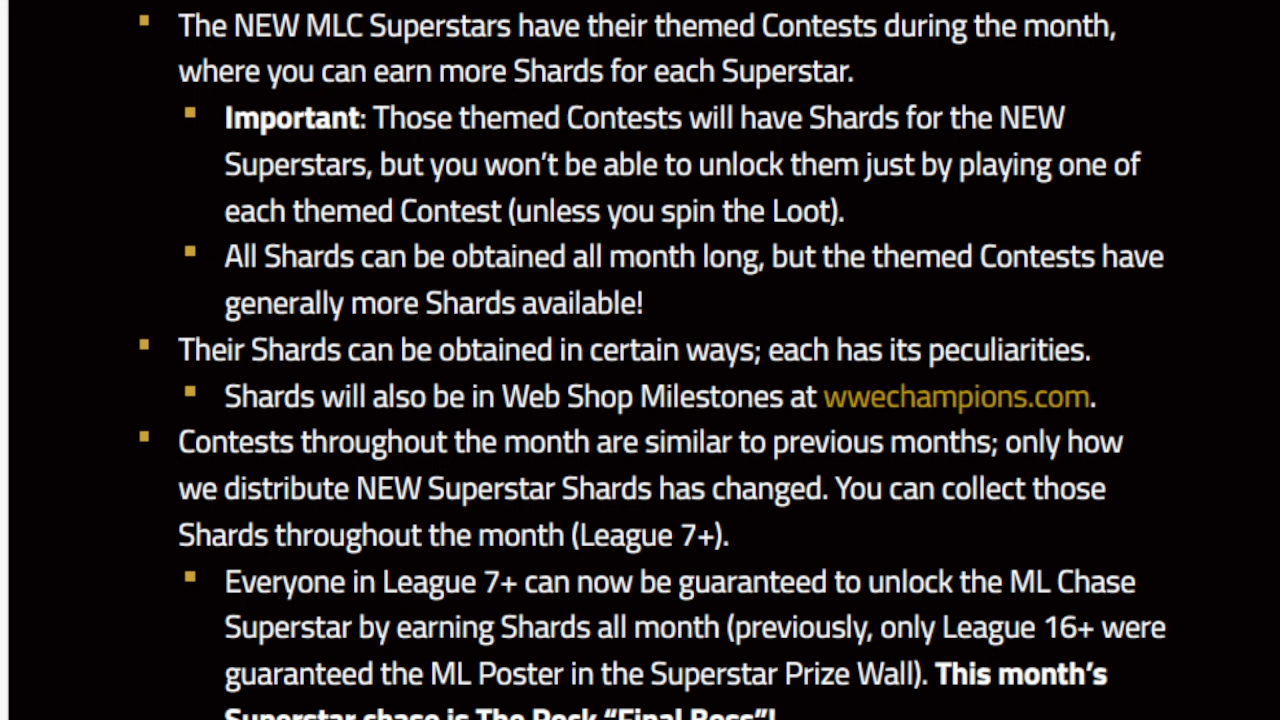 The NEW MLC Superstars have their themed Contests during the month,
where you can earn more Shards for each Superstar.
Important: Those themed Contests will have Shards for the NEW
Superstars, but you won’t be able to unlock them just by playing one of
each themed Contest (unless you spin the Loot).
All Shards can be obtained all month long, but the themed Contests have
generally more Shards available!
Their Shards can be obtained in certain ways; each has its peculiarities.
Shards will also be in Web Shop Milestones at wwechampions.com.
Contests throughout the month are similar to previous months; only how
we distribute NEW Superstar Shards has changed. You can collect those
Shards throughout the month (League 7+).
Everyone in League 7+ can now be guaranteed to unlock the ML Chase
Superstar by earning Shards all month (previously, only League 16+ were
guaranteed the ML Poster in the Superstar Prize Wall). This month’s
Superstar chase is The Rock “Final Boss”!